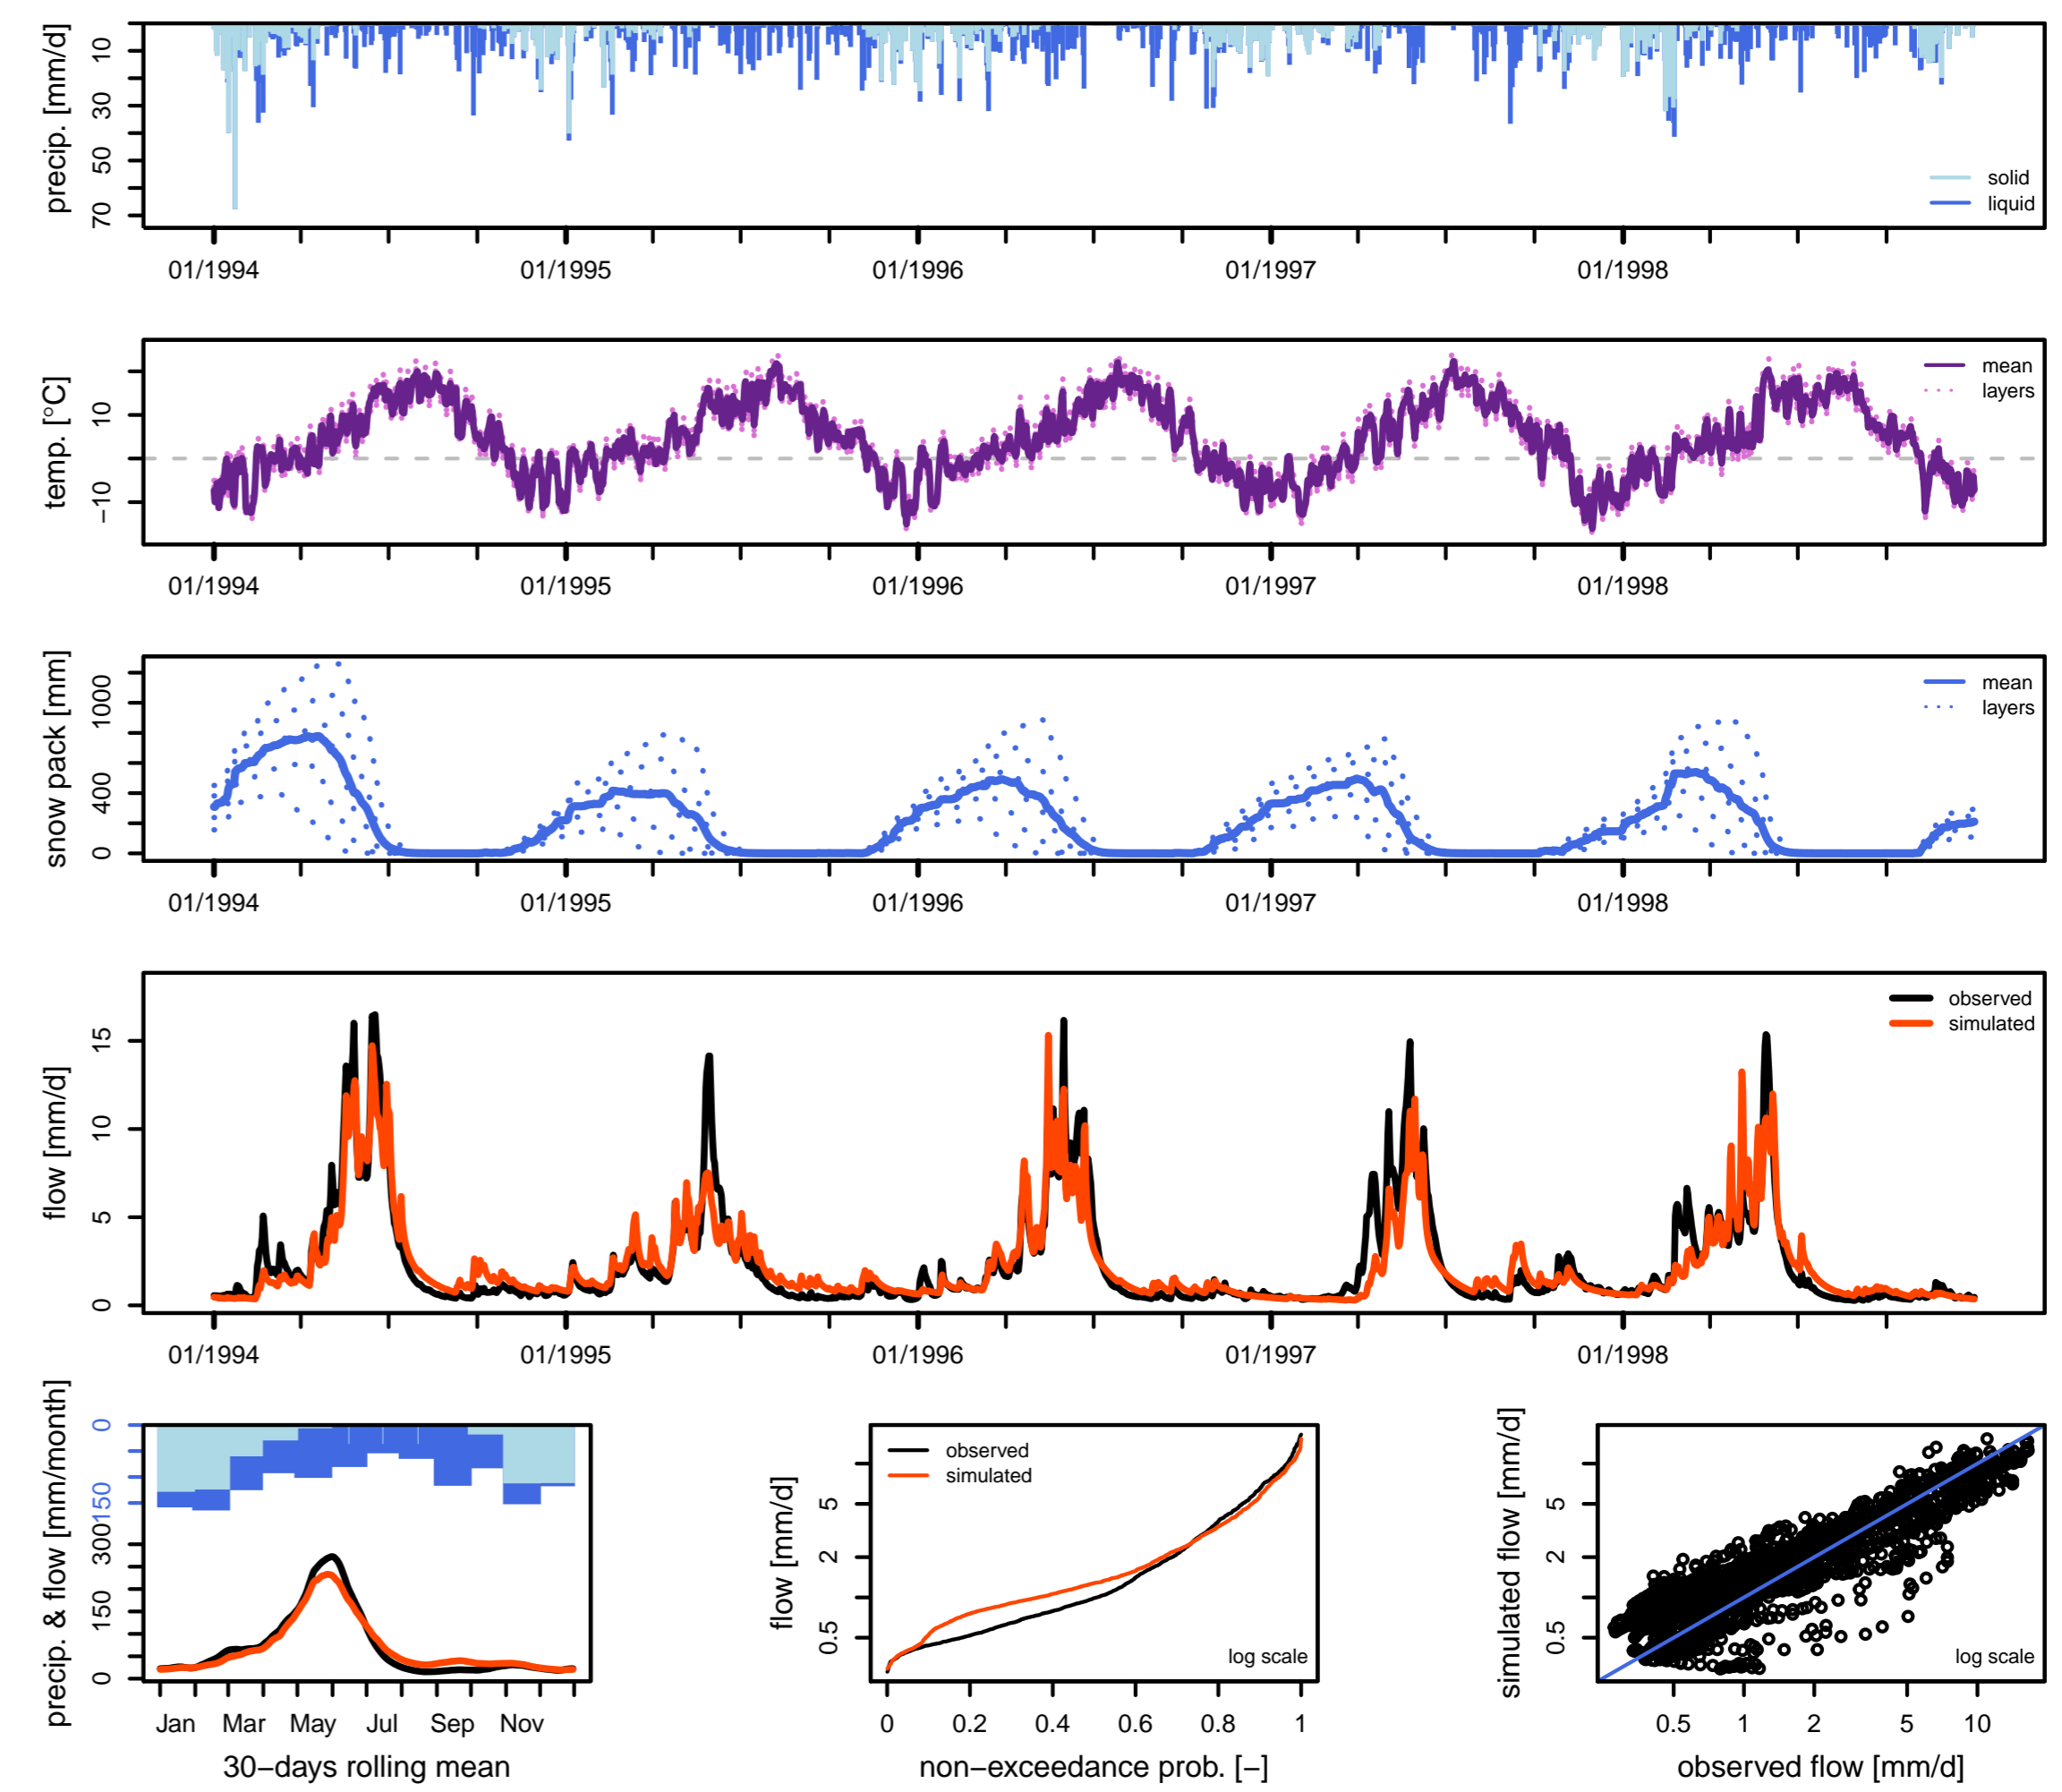 precip. [mm/d]
10
30
50
70
solid
liquid
01/1994
01/1995
01/1996
01/1997
01/1998
temp. [°C]
10
−10
mean
layers
01/1994
01/1995
01/1996
01/1997
01/1998
snow pack [mm]
1000
400
0
mean
layers
01/1994
01/1995
01/1996
01/1997
01/1998
flow [mm/d]
15
10
5
0
observed
simulated
01/1994
01/1995
01/1996
01/1997
01/1998
precip. & flow [mm/month]
0
150
300
150
0
Jan
Mar
May
Jul
Sep
Nov
30−days rolling mean
flow [mm/d]
5
2
0.5
observed
simulated
log scale
0
0.2
0.4
0.6
0.8
1
non−exceedance prob. [−]
simulated flow [mm/d]
5
2
0.5
log scale
0.5
1
2
5
10
observed flow [mm/d]